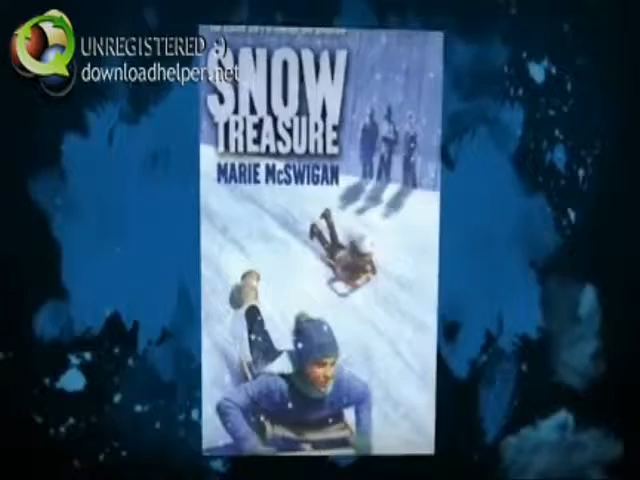 UNREGISTERED :)
downloadhelper.net
SNOW
TREASURE
MARIE McSWIGAN